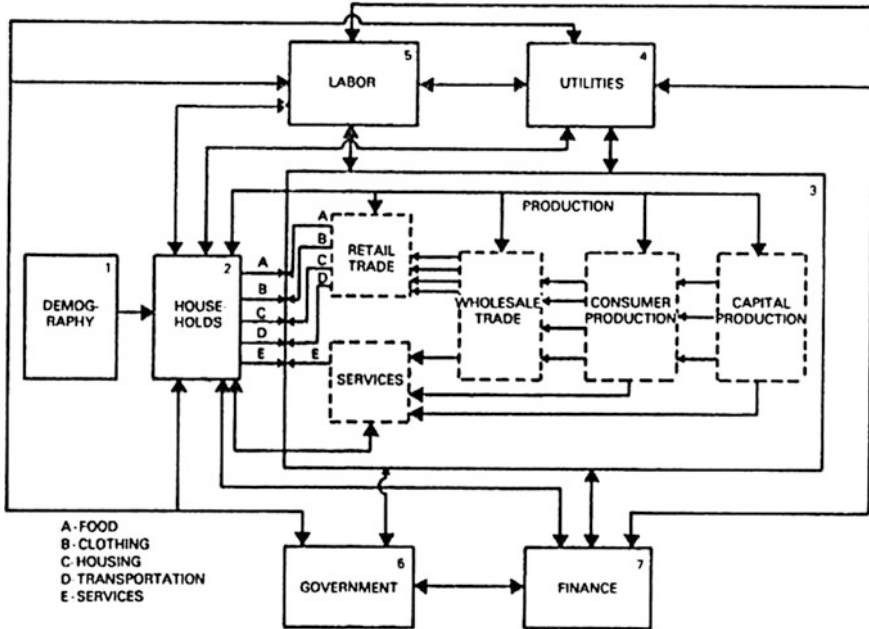 5
LABOR
4
UTILITIES
3
PRODUCTION
A
B
C
D
RETAIL
TRADE
1
DEMOG-
RAPHY
2
HOUSE-
HOLDS
A
B
C
D
E
E
WHOLESALE
TRADE
CONSUMER
PRODUCTION
CAPITAL
PRODUCTION
SERVICES
A-FOOD
B-CLOTHING
C-HOUSING
D-TRANSPORTATION
E-SERVICES
6
GOVERNMENT
7
FINANCE